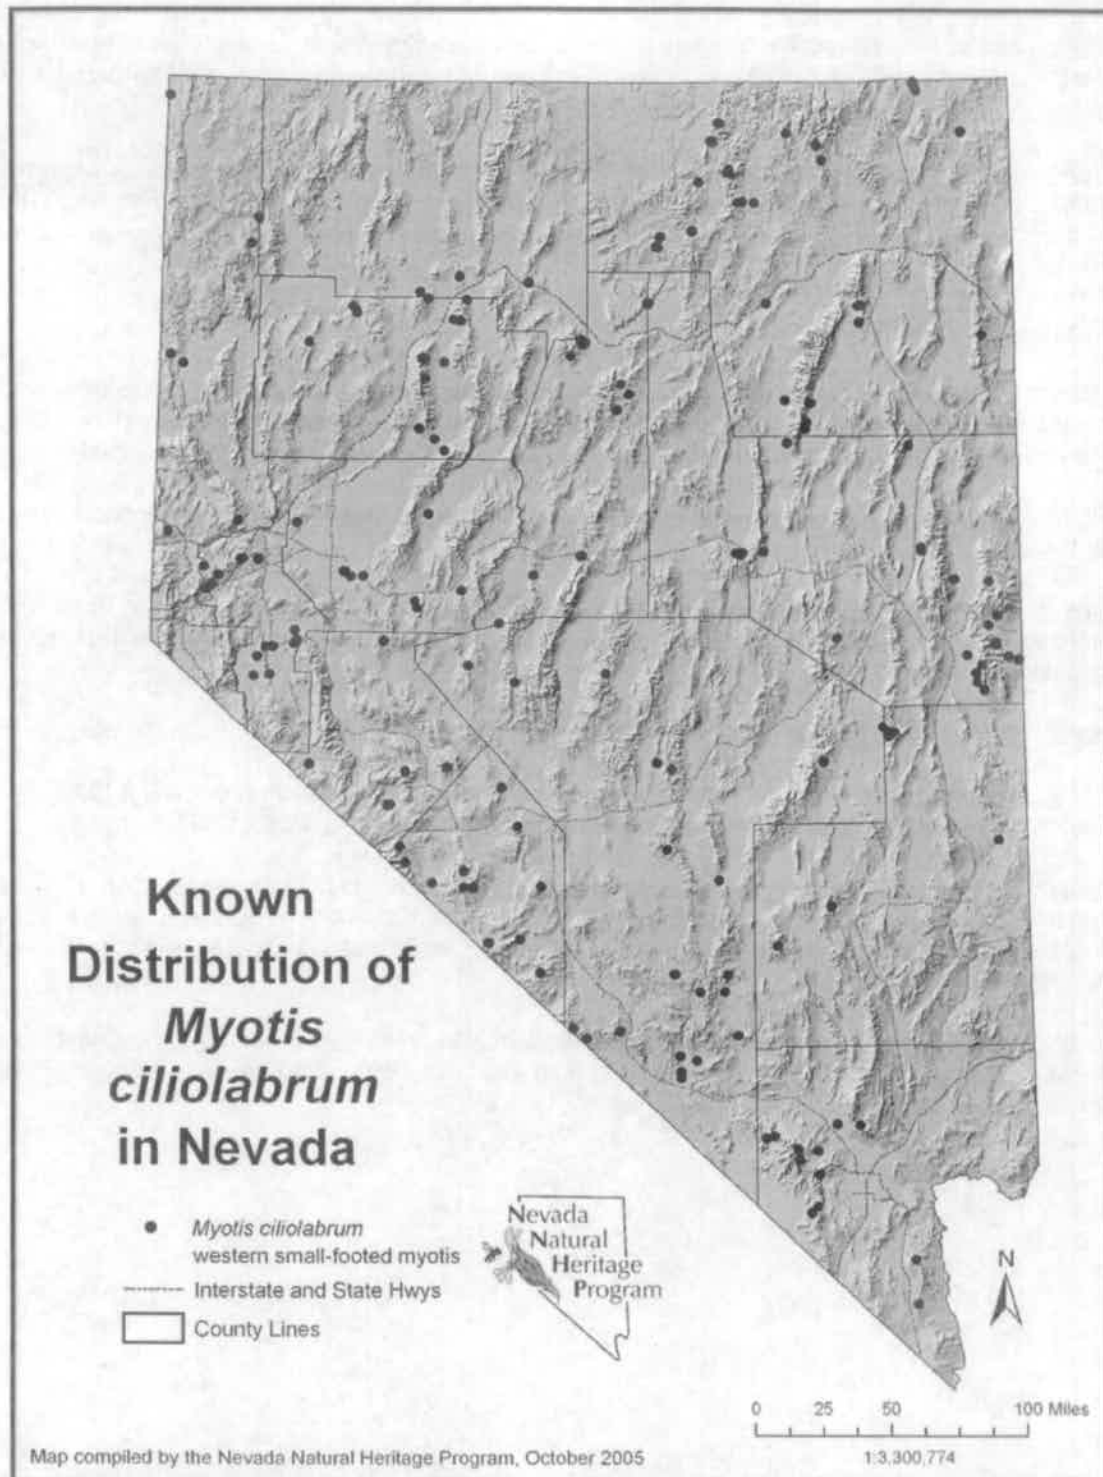 Known
Distribution of
Myotis
ciliolabrum
in Nevada
Myotis ciliolabrum
western small-footed myotis
Interstate and State Hwys
County Lines
Nevada
Natural
Heritage
Program
N
0 25 50 100 Miles
1:3,300,774
Map compiled by the Nevada Natural Heritage Program, October 2005